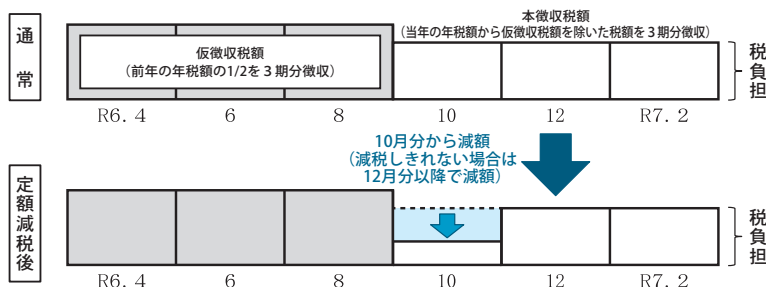 通常
本徴収税額
(当年の年税額から仮徴収税額を除いた税額を３期分徴収)
仮徴収税額
(前年の年税額の1/2を３期分徴収)
税負担
R6. 4 6 8 10 12 R7. 2
10月分から減額
(減税しきれない場合は
12月分以降で減額)
定額減税後
税負担
R6. 4 6 8 10 12 R7. 2